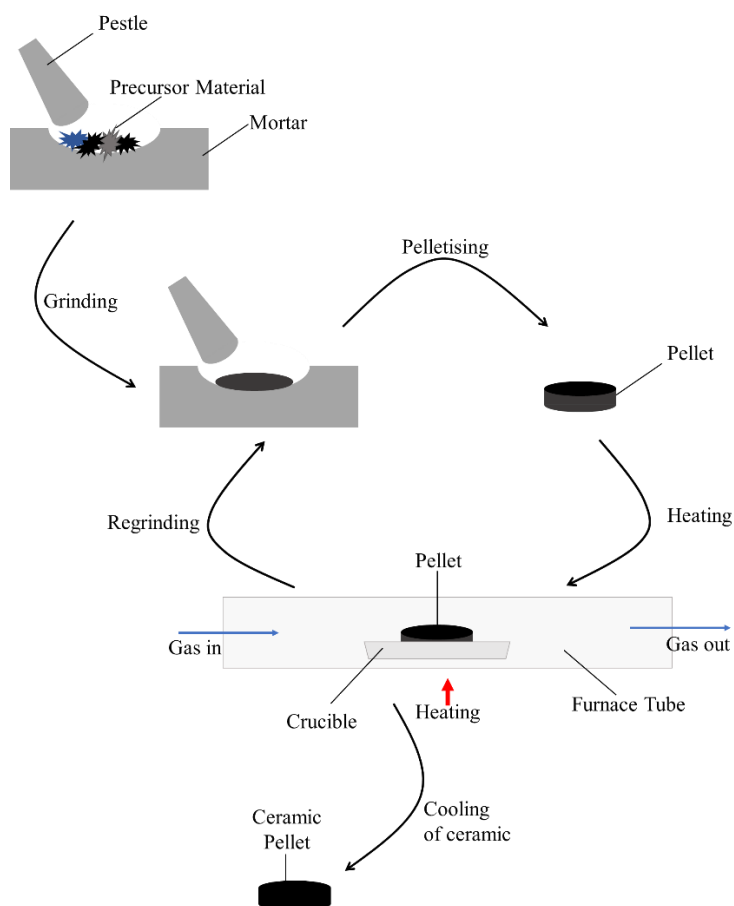 Pestle
Precursor Material
Mortar
Grinding
Pelletising
Pellet
Regrinding
Heating
Pellet
Gas in
Gas out
Crucible
Heating
Furnace Tube
Cooling
of ceramic
Ceramic
Pellet